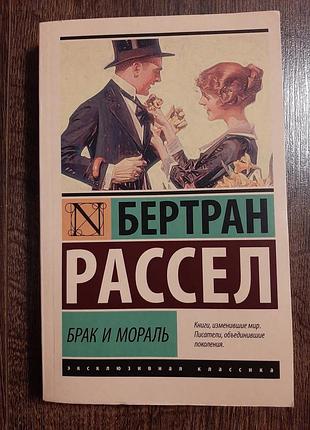 N
БЕРТРАН
РАССЕЛ
БРАК И МОРАЛЬ
Книги, изменившие мир.
Писатели, объединившие
поколения.
эксклюзивная классика